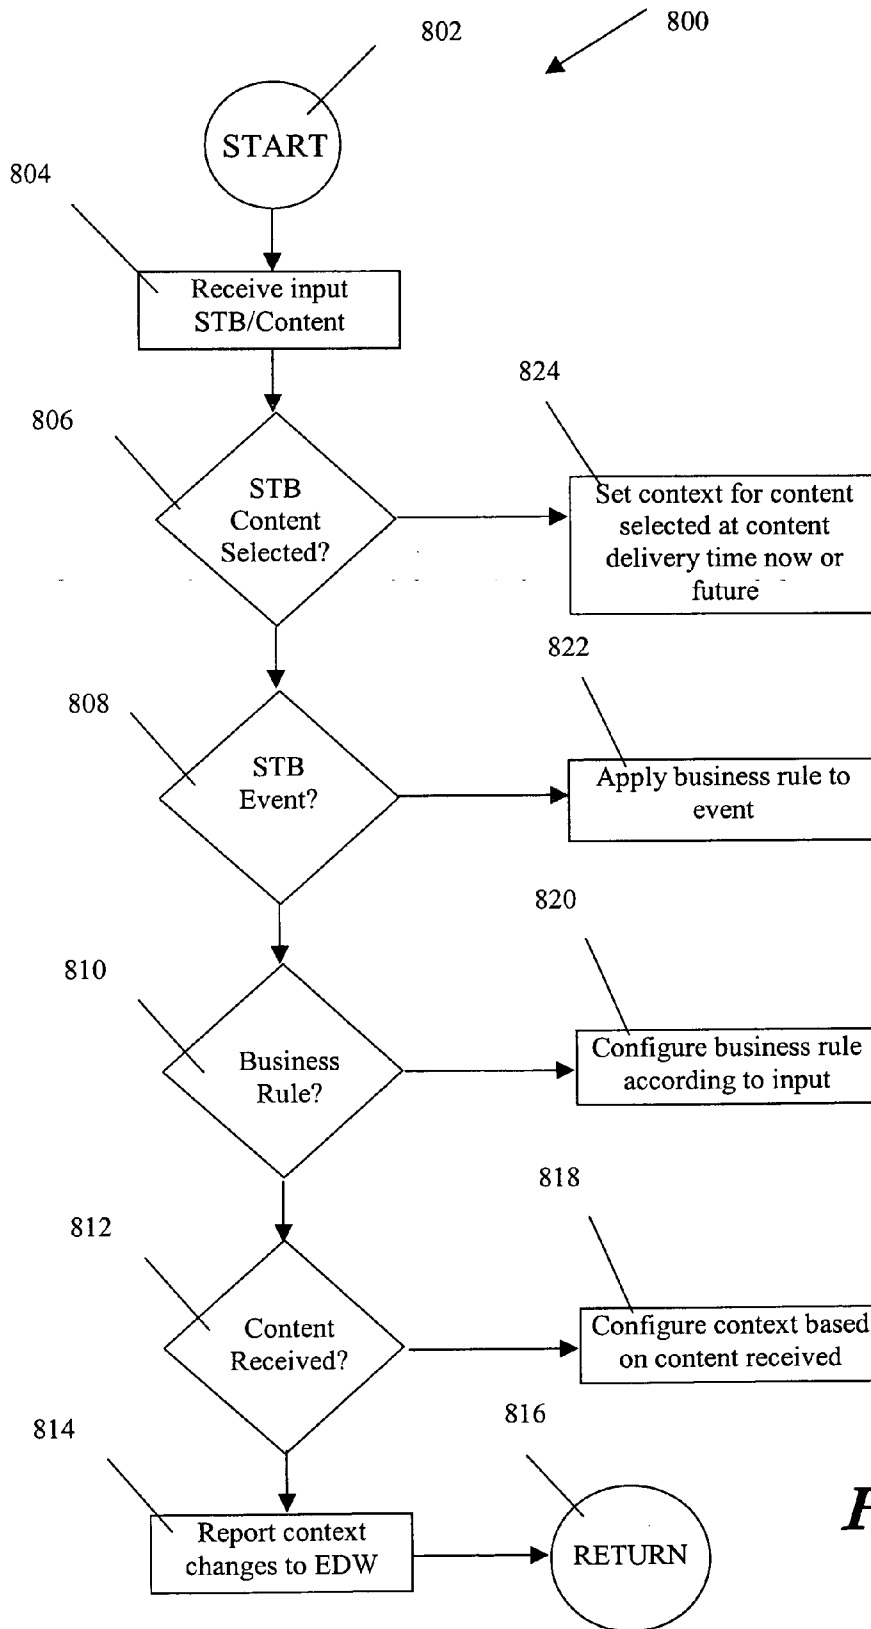 802
800
START
804
Receive input
STB/Content
824
806
STB
Content
Selected?
Set context for content
selected at content
delivery time now or
future
822
808
STB
Event?
Apply business rule to
event
820
810
Business
Rule?
Configure business rule
according to input
818
812
Content
Received?
Configure context based
on content received
816
814
Report context
changes to EDW
RETURN
F